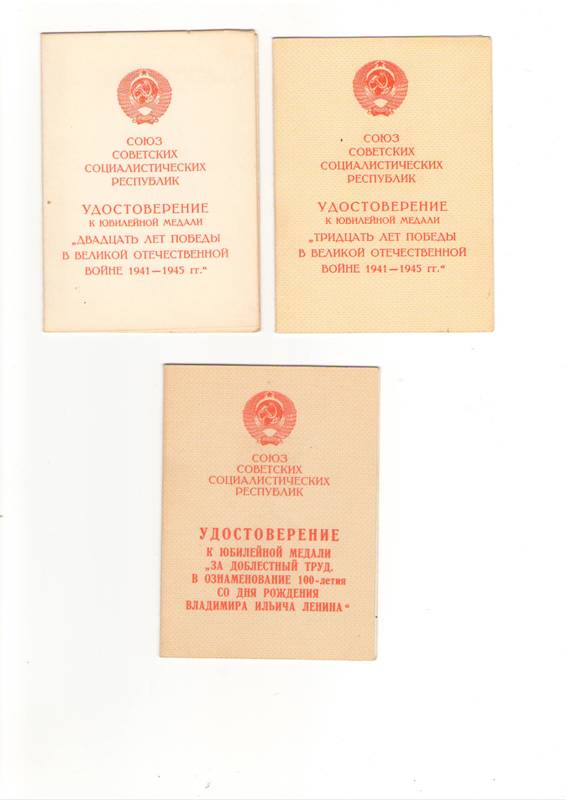 СОЮЗ
СОВЕТСКИХ
СОЦИАЛИСТИЧЕСКИХ
РЕСПУБЛИК
УДОСТОВЕРЕНИЕ
К ЮБИЛЕЙНОЙ МЕДАЛИ
„ДВАДЦАТЬ ЛЕТ ПОБЕДЫ
В ВЕЛИКОЙ ОТЕЧЕСТВЕННОЙ
ВОЙНЕ 1941—1945 гг.“
СОЮЗ
СОВЕТСКИХ
СОЦИАЛИСТИЧЕСКИХ
РЕСПУБЛИК
УДОСТОВЕРЕНИЕ
К ЮБИЛЕЙНОЙ МЕДАЛИ
„ТРИДЦАТЬ ЛЕТ ПОБЕДЫ
В ВЕЛИКОЙ ОТЕЧЕСТВЕННОЙ
ВОЙНЕ 1941—1945 гг.“
СОЮЗ
СОВЕТСКИХ
СОЦИАЛИСТИЧЕСКИХ
РЕСПУБЛИК
УДОСТОВЕРЕНИЕ
К ЮБИЛЕЙНОЙ МЕДАЛИ
„ЗА ДОБЛЕСТНЫЙ ТРУД.
В ОЗНАМЕНОВАНИЕ 100-летия
СО ДНЯ РОЖДЕНИЯ
ВЛАДИМИРА ИЛЬИЧА ЛЕНИНА“